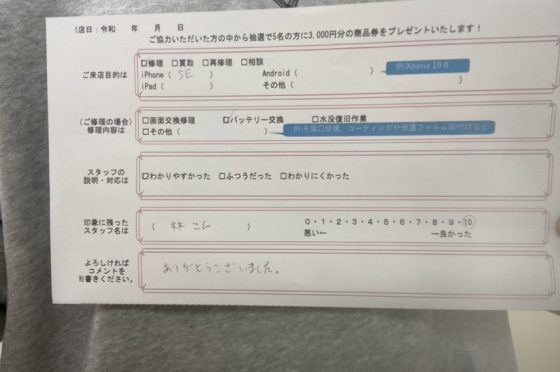 店日：令和 年 月 日
ご協力いただいた方の中から抽選で5名の方に3,000円分の商品券をプレゼントいたします！
ご来店目的は
☑修理 □買取 □再修理 □相談
iPhone（ SE ） Android（ ） 例:Xperia 10 Ⅱ
iPad（ ） その他（ ）
（ご修理の場合）
修理内容は
□画面交換修理 ☑バッテリー交換 □水没復旧作業
□その他（ ） 例:充電口修理、コーティングや保護フィルム貼付けなど
スタッフの
説明・対応は
☑わかりやすかった □ふつうだった □わかりにくかった
印象に残った
スタッフ名は
（ 林 さん ）
0・1・2・3・4・5・6・7・8・9・⑩
悪い← →良かった
よろしければ
コメントを
お書きください。
ありがとうございました。